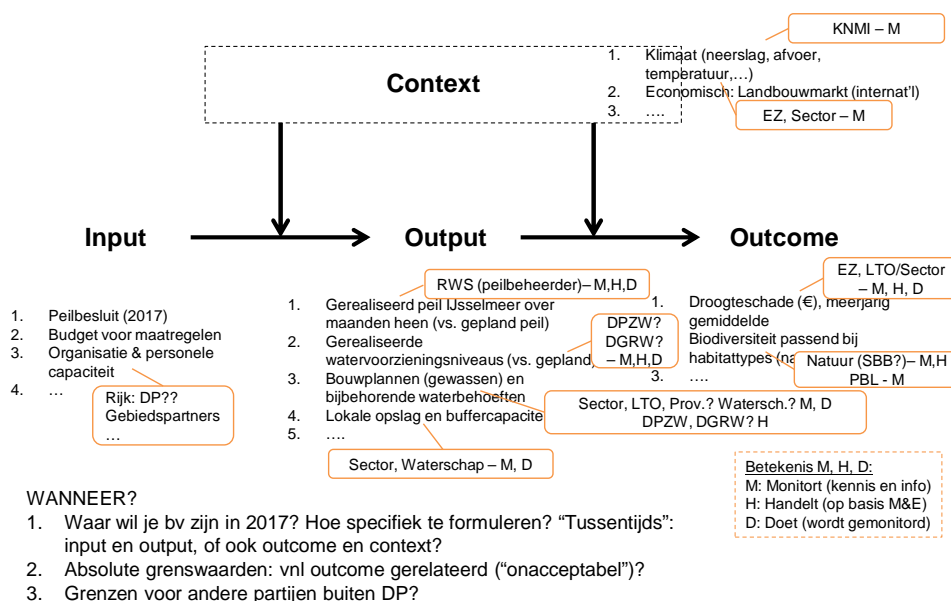 KNMI – M
Context
1. Klimaat (neerslag, afvoer,
temperatuur,…)
2. Economisch: Landbouwmarkt (internat'l)
3. ….
EZ, Sector – M
Input
Output
Outcome
1. Peilbesluit (2017)
2. Budget voor maatregelen
3. Organisatie & personele
capaciteit
4. …
Rijk: DP??
Gebiedspartners
…
RWS (peilbeheerder)– M,H,D
1. Gerealiseerd peil IJsselmeer over
maanden heen (vs. gepland peil)
2. Gerealiseerde
watervoorzieningsniveaus (vs. gepland)
3. Bouwplannen (gewassen) en
bijbehorende waterbehoeften
4. Lokale opslag en buffercapacite
5. ….
DPZW?
DGRW?
– M,H,D
Sector, Waterschap – M, D
EZ, LTO/Sector
– M, H, D
1. Droogteschade (€), meerjarig
gemiddelde
Biodiversiteit passend bij
habitattypes (na
3. ….
Natuur (SBB?)– M,H
PBL - M
Sector, LTO, Prov.? Watersch.? M, D
DPZW, DGRW? H
Betekenis M, H, D:
M: Monitort (kennis en info)
H: Handelt (op basis M&E)
D: Doet (wordt gemonitord)
WANNEER?
1. Waar wil je bv zijn in 2017? Hoe specifiek te formuleren? “Tussentijds”:
input en output, of ook outcome en context?
2. Absolute grenswaarden: vnl outcome gerelateerd (“onacceptabel”)?
3. Grenzen voor andere partijen buiten DP?